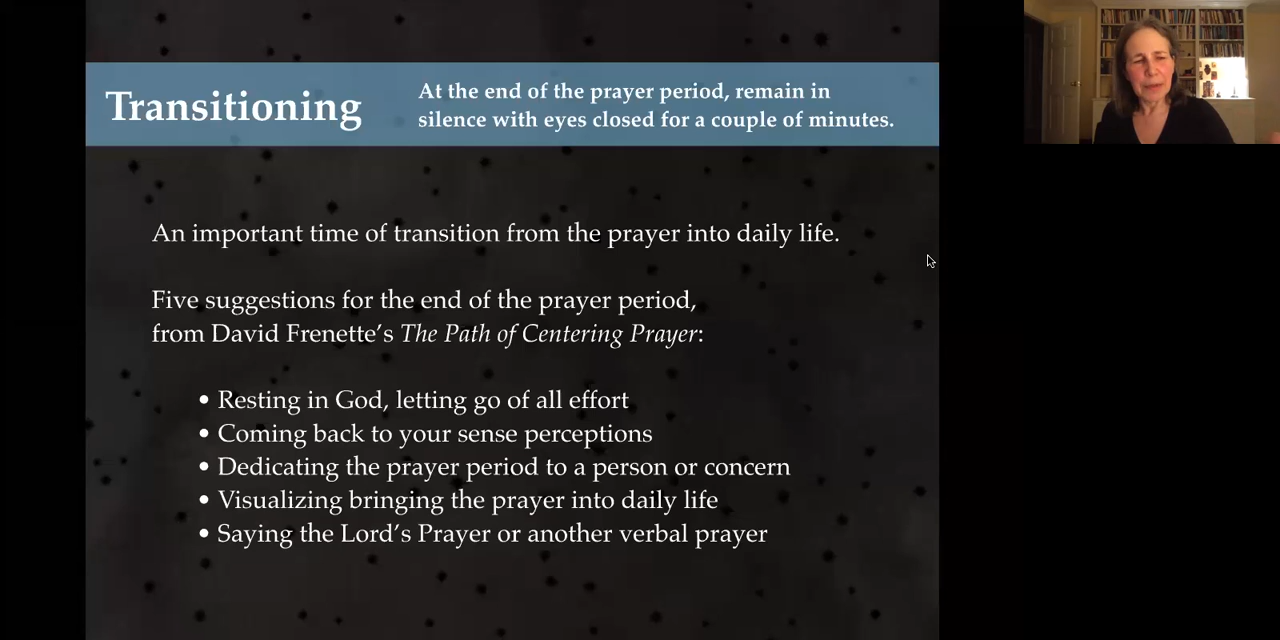 Transitioning
At the end of the prayer period, remain in
silence with eyes closed for a couple of minutes.
An important time of transition from the prayer into daily life.
Five suggestions for the end of the prayer period,
from David Frenette’s The Path of Centering Prayer:
• Resting in God, letting go of all effort
• Coming back to your sense perceptions
• Dedicating the prayer period to a person or concern
• Visualizing bringing the prayer into daily life
• Saying the Lord’s Prayer or another verbal prayer